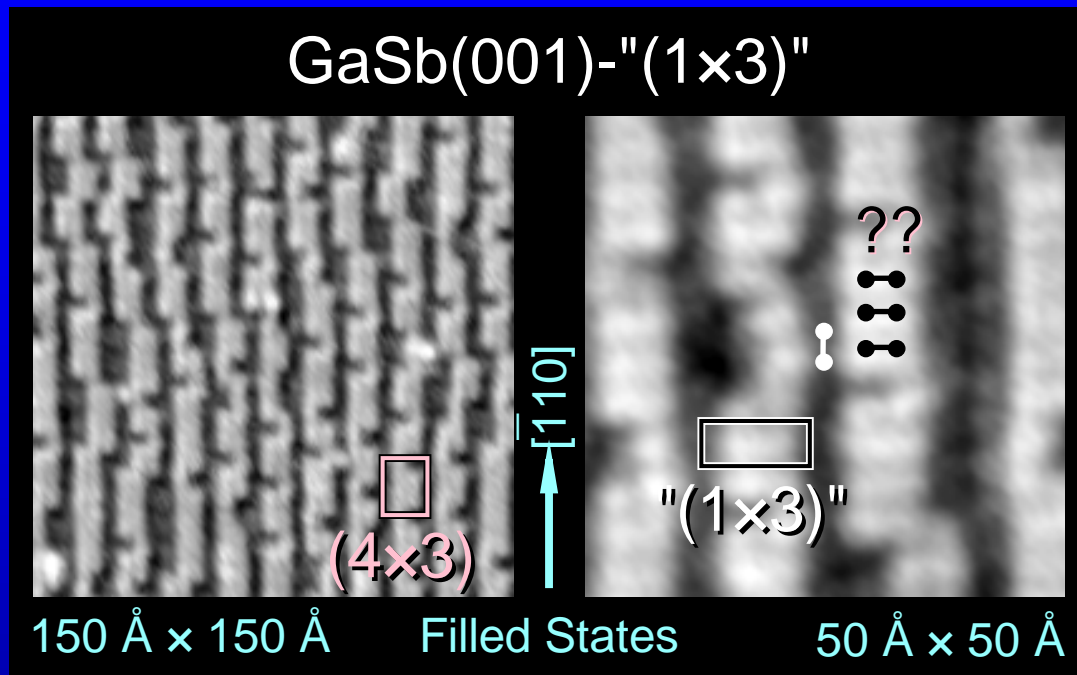 GaSb(001)-"(1×3)"
??
[1̅10]
"(1×3)"
(4×3)
150 Å × 150 Å
Filled States
50 Å × 50 Å